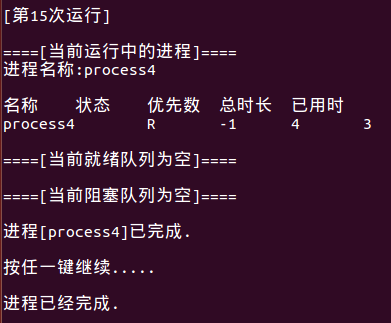 [第15次运行]
====[当前运行中的进程]====
进程名称:process4
名称 状态 优先数 总时长 已用时
process4 R -1 4 3
====[当前就绪队列为空]====
====[当前阻塞队列为空]====
进程[process4]已完成.
按任一键继续.....
进程已经完成.